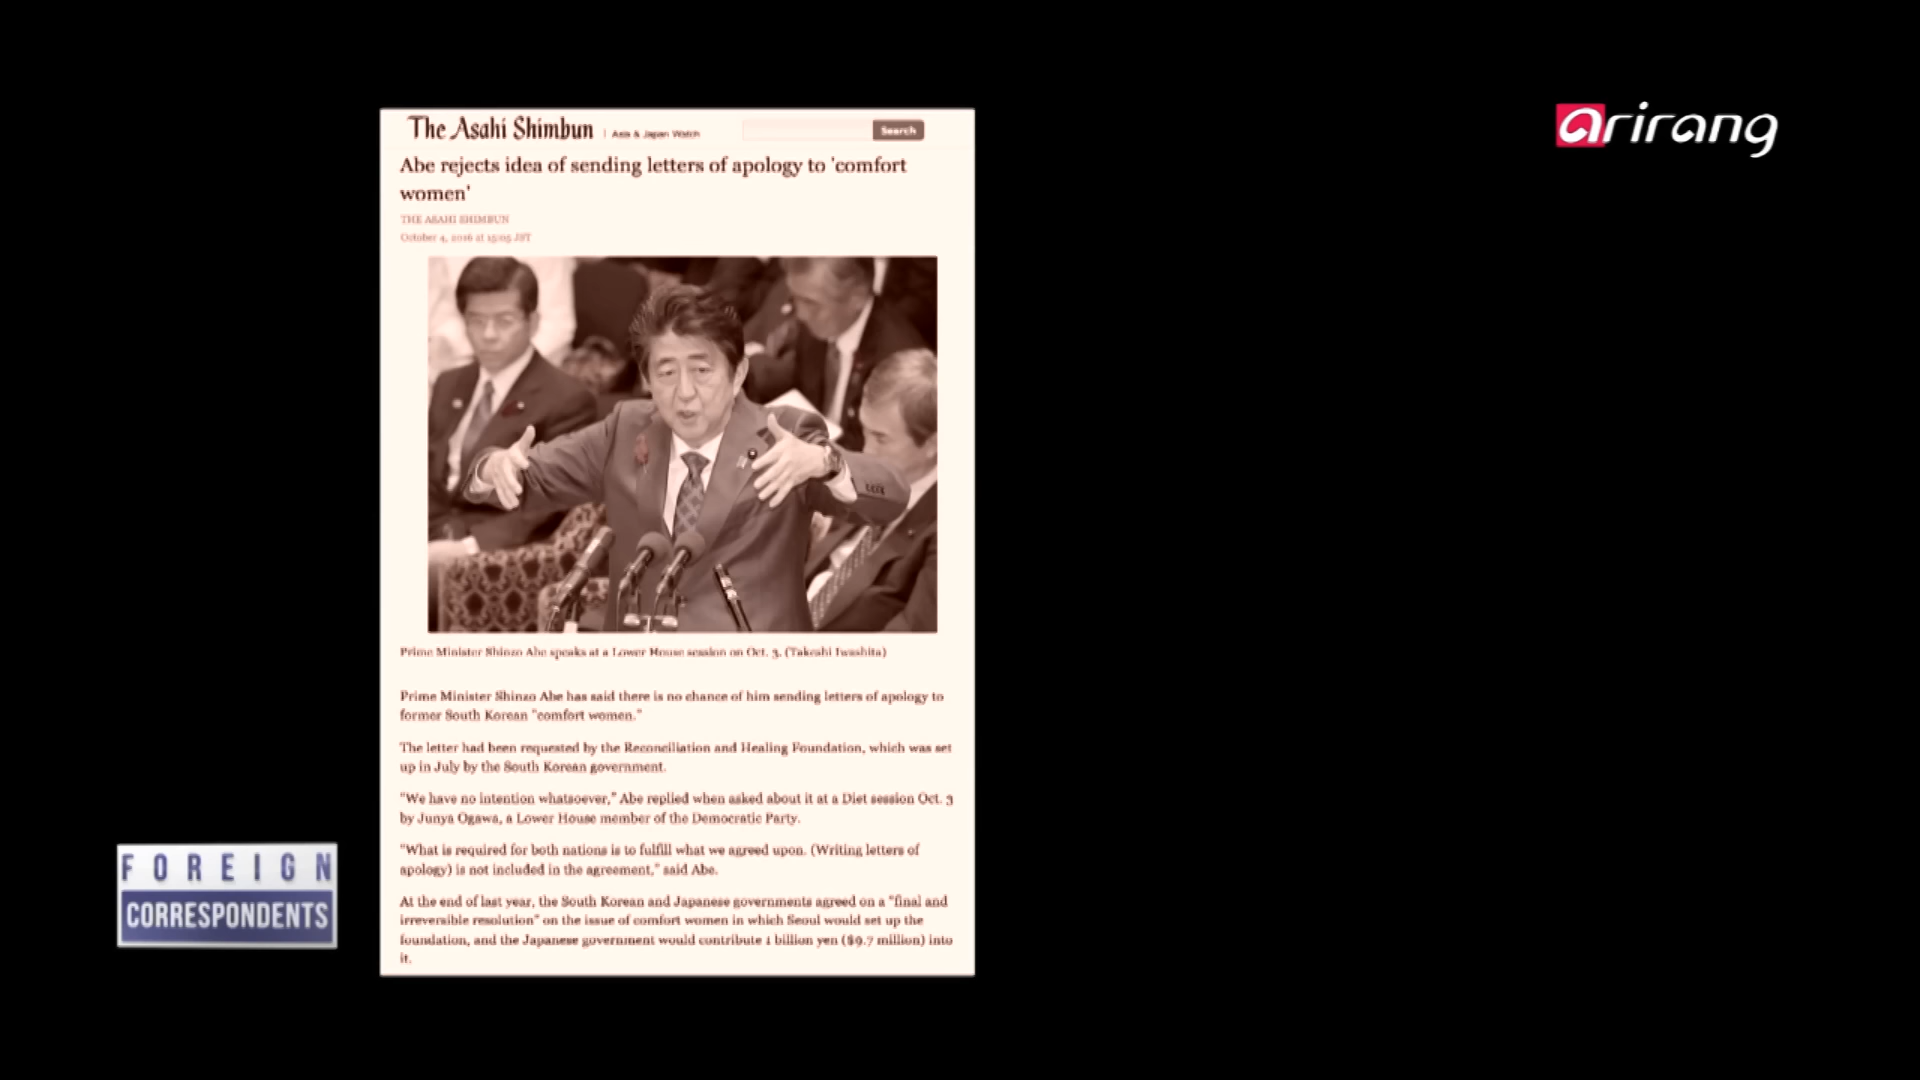 arirang
The Asahi Shimbun | Asia & Japan Watch
Search
Abe rejects idea of sending letters of apology to 'comfort
women'
THE ASAHI SHIMBUN
October 4, 2016 at 15:05 JST
Prime Minister Shinzo Abe speaks at a Lower House session on Oct. 3. (Takeshi Iwashita)
Prime Minister Shinzo Abe has said there is no chance of him sending letters of apology to
former South Korean "comfort women."
The letter had been requested by the Reconciliation and Healing Foundation, which was set
up in July by the South Korean government.
"We have no intention whatsoever," Abe replied when asked about it at a Diet session Oct. 3
by Junya Ogawa, a Lower House member of the Democratic Party.
"What is required for both nations is to fulfill what we agreed upon. (Writing letters of
apology) is not included in the agreement," said Abe.
At the end of last year, the South Korean and Japanese governments agreed on a "final and
irreversible resolution" on the issue of comfort women in which Seoul would set up the
foundation, and the Japanese government would contribute 1 billion yen ($9.7 million) into
it.
FOREIGN
CORRESPONDENTS